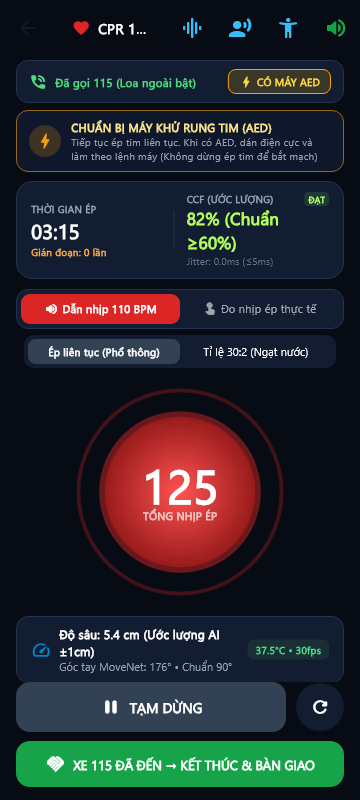 CPR 1...
Đã gọi 115 (Loa ngoài bật)
CÓ MÁY AED
CHUẨN BỊ MÁY KHỬ RUNG TIM (AED)
Tiếp tục ép tim liên tục. Khi có AED, dán điện cực và
làm theo lệnh máy (Không dừng ép tim để bắt mạch)
THỜI GIAN ÉP
03:15
Gián đoạn: 0 lần
CCF (ƯỚC LƯỢNG)
ĐẠT
82% (Chuẩn
≥60%)
Jitter: 0.0ms (≤5ms)
Dẫn nhịp 110 BPM
Đo nhịp ép thực tế
Ép liên tục (Phổ thông)
Tỉ lệ 30:2 (Ngạt nước)
125
TỔNG NHỊP ÉP
Độ sâu: 5.4 cm (Ước lượng AI
±1cm)
Góc tay MoveNet: 176° • Chuẩn 90°
37.5°C • 30fps
TẠM DỪNG
XE 115 ĐÃ ĐẾN → KẾT THÚC & BÀN GIAO